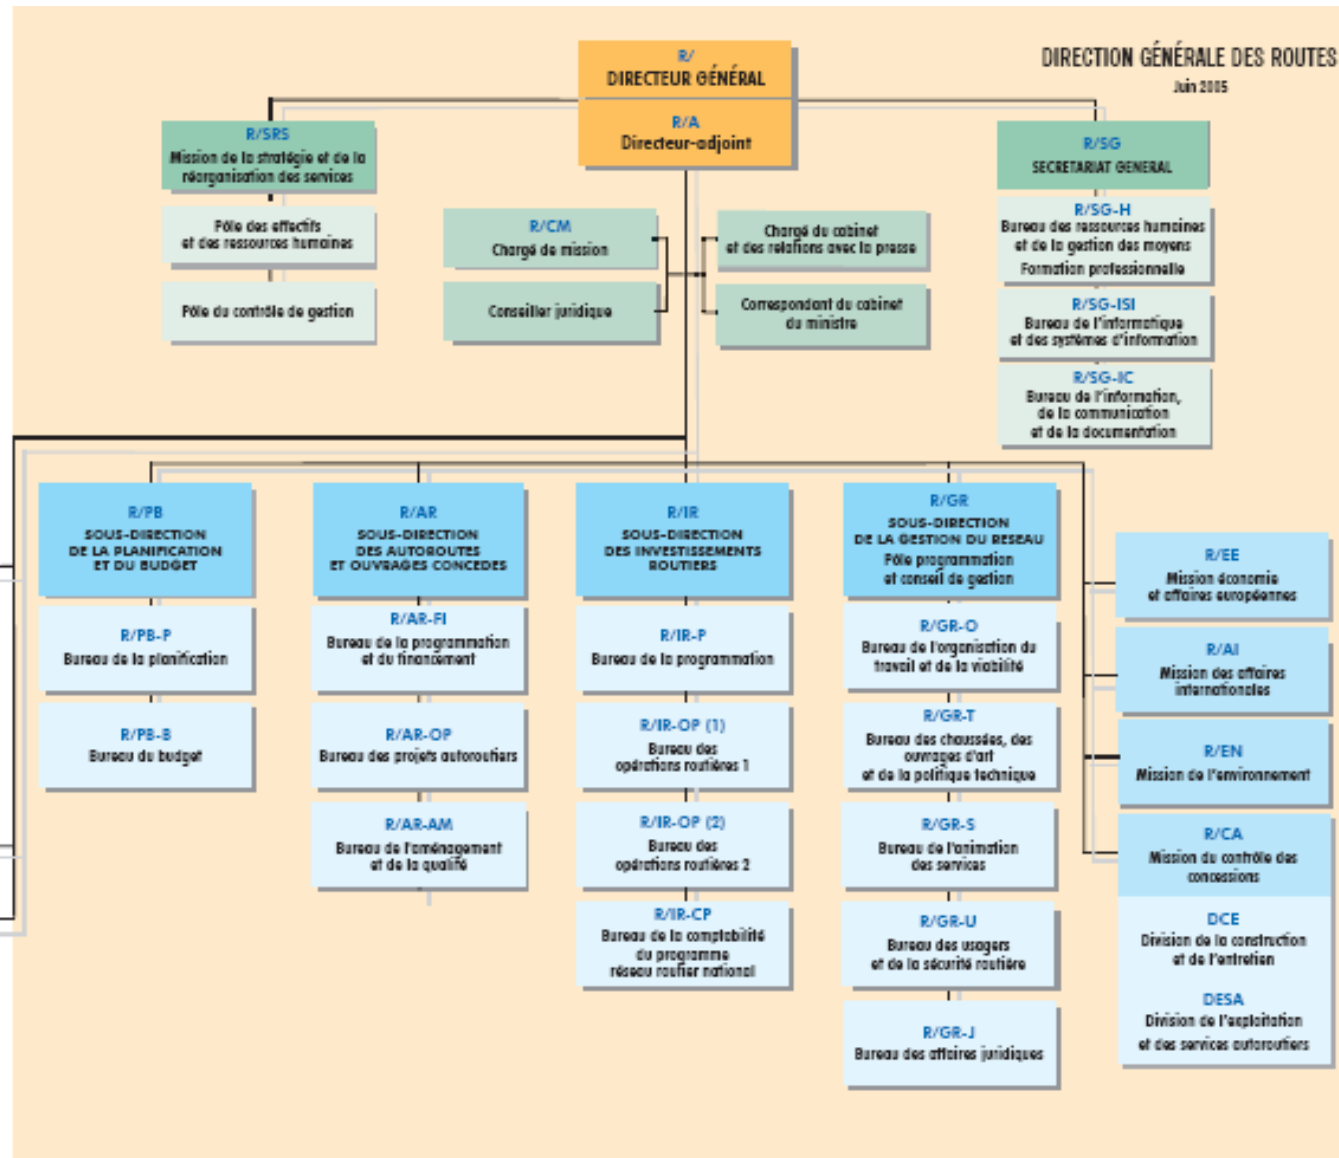 DIRECTION GÉNÉRALE DES ROUTES
Juin 2005
R/
DIRECTEUR GÉNÉRAL
R/A
Directeur-adjoint
R/SRS
Mission de la stratégie et de la
réorganisation des services
Pôle des effectifs
et des ressources humaines
Pôle du contrôle de gestion
R/CM
Chargé de mission
Conseiller juridique
Chargé du cabinet
et des relations avec la presse
Correspondant du cabinet
du ministre
R/SG
SECRETARIAT GENERAL
R/SG-H
Bureau des ressources humaines
et de la gestion des moyens
Formation professionnelle
R/SG-ISI
Bureau de l'informatique
et des systèmes d'information
R/SG-IC
Bureau de l'information,
de la communication
et de la documentation
R/PB
SOUS-DIRECTION
DE LA PLANIFICATION
ET DU BUDGET
R/PB-P
Bureau de la planification
R/PB-B
Bureau du budget
R/AR
SOUS-DIRECTION
DES AUTOROUTES
ET OUVRAGES CONCEDES
R/AR-FI
Bureau de la programmation
et du financement
R/AR-OP
Bureau des projets autoroutiers
R/AR-AM
Bureau de l'aménagement
et de la qualité
R/IR
SOUS-DIRECTION
DES INVESTISSEMENTS
ROUTIERS
R/IR-P
Bureau de la programmation
R/IR-OP (1)
Bureau des
opérations routières 1
R/IR-OP (2)
Bureau des
opérations routières 2
R/IR-CP
Bureau de la comptabilité
du programme
réseau routier national
R/GR
SOUS-DIRECTION
DE LA GESTION DU RESEAU
Pôle programmation
et conseil de gestion
R/GR-O
Bureau de l'organisation du
travail et de la viabilité
R/GR-T
Bureau des chaussées, des
ouvrages d'art
et de la politique technique
R/GR-S
Bureau de l'animation
des services
R/GR-U
Bureau des usagers
et de la sécurité routière
R/GR-J
Bureau des affaires juridiques
R/EE
Mission économie
et affaires européennes
R/AI
Mission des affaires
internationales
R/EN
Mission de l'environnement
R/CA
Mission du contrôle des
concessions
DCE
Division de la construction
et de l'entretien
DESA
Division de l'exploitation
et des services autoroutiers